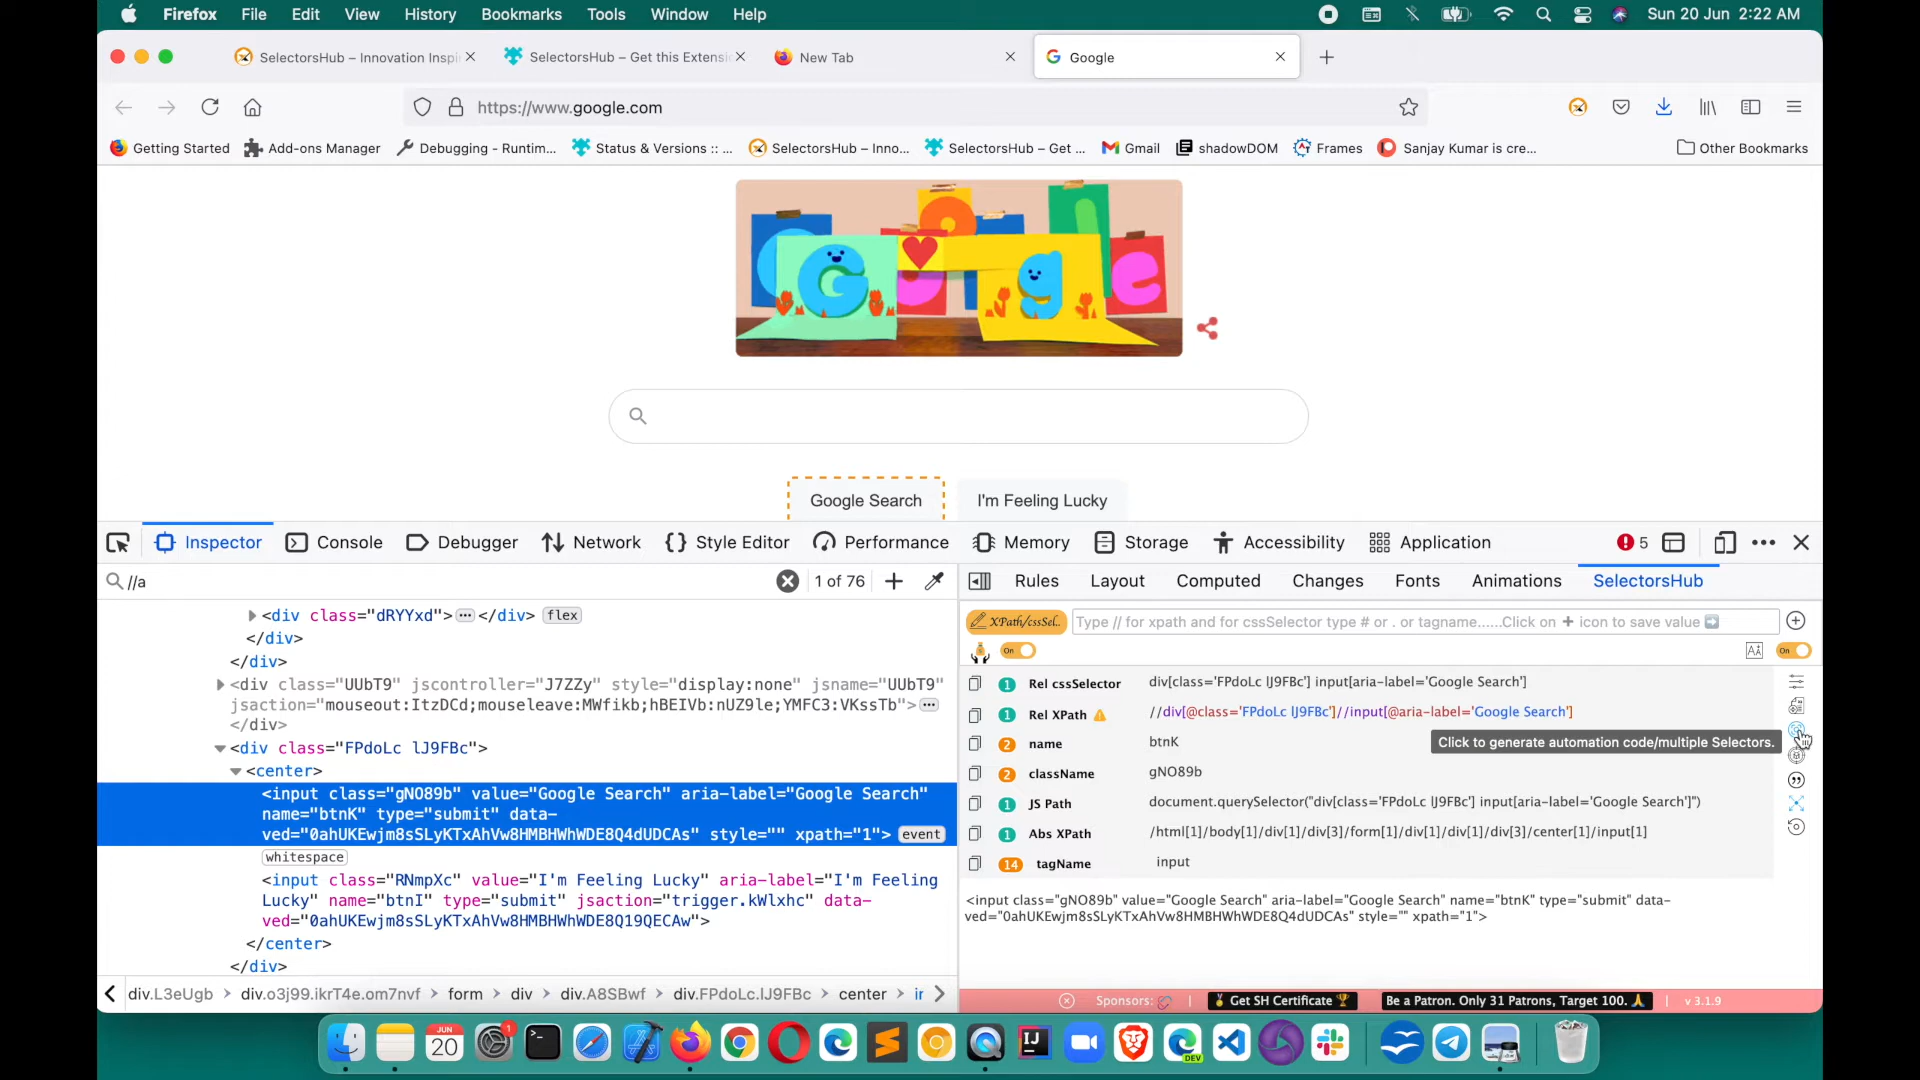 Firefox File Edit View History Bookmarks Tools Window Help Sun 20 Jun 2:22 AM
SelectorsHub – Innovation Inspi SelectorsHub – Get this Extensi New Tab Google
https://www.google.com
Getting Started Add-ons Manager Debugging - Runtim... Status & Versions :: ... SelectorsHub – Inno... SelectorsHub – Get ... Gmail shadowDOM Frames Sanjay Kumar is cre... Other Bookmarks
Google Search I'm Feeling Lucky
Inspector Console Debugger Network Style Editor Performance Memory Storage Accessibility Application 5
//a 1 of 76 + Rules Layout Computed Changes Fonts Animations SelectorsHub
<div class="dRYYxd"> </div> flex
</div>
</div>
<div class="UUbT9" jscontroller="J7ZZy" style="display:none" jsname="UUbT9"
jsaction="mouseout:ItzDCd;mouseleave:MWfikb;hBEIVb:nUZ9le;YMFC3:VKssTb">
</div>
<div class="FPdoLc lJ9FBc">
<center>
<input class="gNO89b" value="Google Search" aria-label="Google Search"
name="btnK" type="submit" data-
ved="0ahUKEwjm8sSLyKTxAhVw8HMBHWhWDE8Q4dUDCAs" style="" xpath="1"> event
whitespace
<input class="RNmpXc" value="I'm Feeling Lucky" aria-label="I'm Feeling
Lucky" name="btnI" type="submit" jsaction="trigger.kWlxhc" data-
ved="0ahUKEwjm8sSLyKTxAhVw8HMBHWhWDE8Q19QECAw">
</center>
</div>
div.L3eUgb div.o3j99.ikrT4e.om7nvf form div div.A8SBwf div.FPdoLc.lJ9FBc center ir
XPath/cssSel.. Type // for xpath and for cssSelector type # or . or tagname......Click on + icon to save value
On On
1 Rel cssSelector div[class='FPdoLc lJ9FBc'] input[aria-label='Google Search']
1 Rel XPath //div[@class='FPdoLc lJ9FBc']//input[@aria-label='Google Search']
2 name btnK
Click to generate automation code/multiple Selectors.
2 className gNO89b
1 JS Path document.querySelector("div[class='FPdoLc lJ9FBc'] input[aria-label='Google Search']")
1 Abs XPath /html[1]/body[1]/div[1]/div[3]/form[1]/div[1]/div[1]/div[3]/center[1]/input[1]
14 tagName input
<input class="gNO89b" value="Google Search" aria-label="Google Search" name="btnK" type="submit" data-
ved="0ahUKEwjm8sSLyKTxAhVw8HMBHWhWDE8Q4dUDCAs" style="" xpath="1">
Sponsors: | Get SH Certificate | Be a Patron. Only 31 Patrons, Target 100. | v 3.1.9
JUN
20
1
IJ
DEV